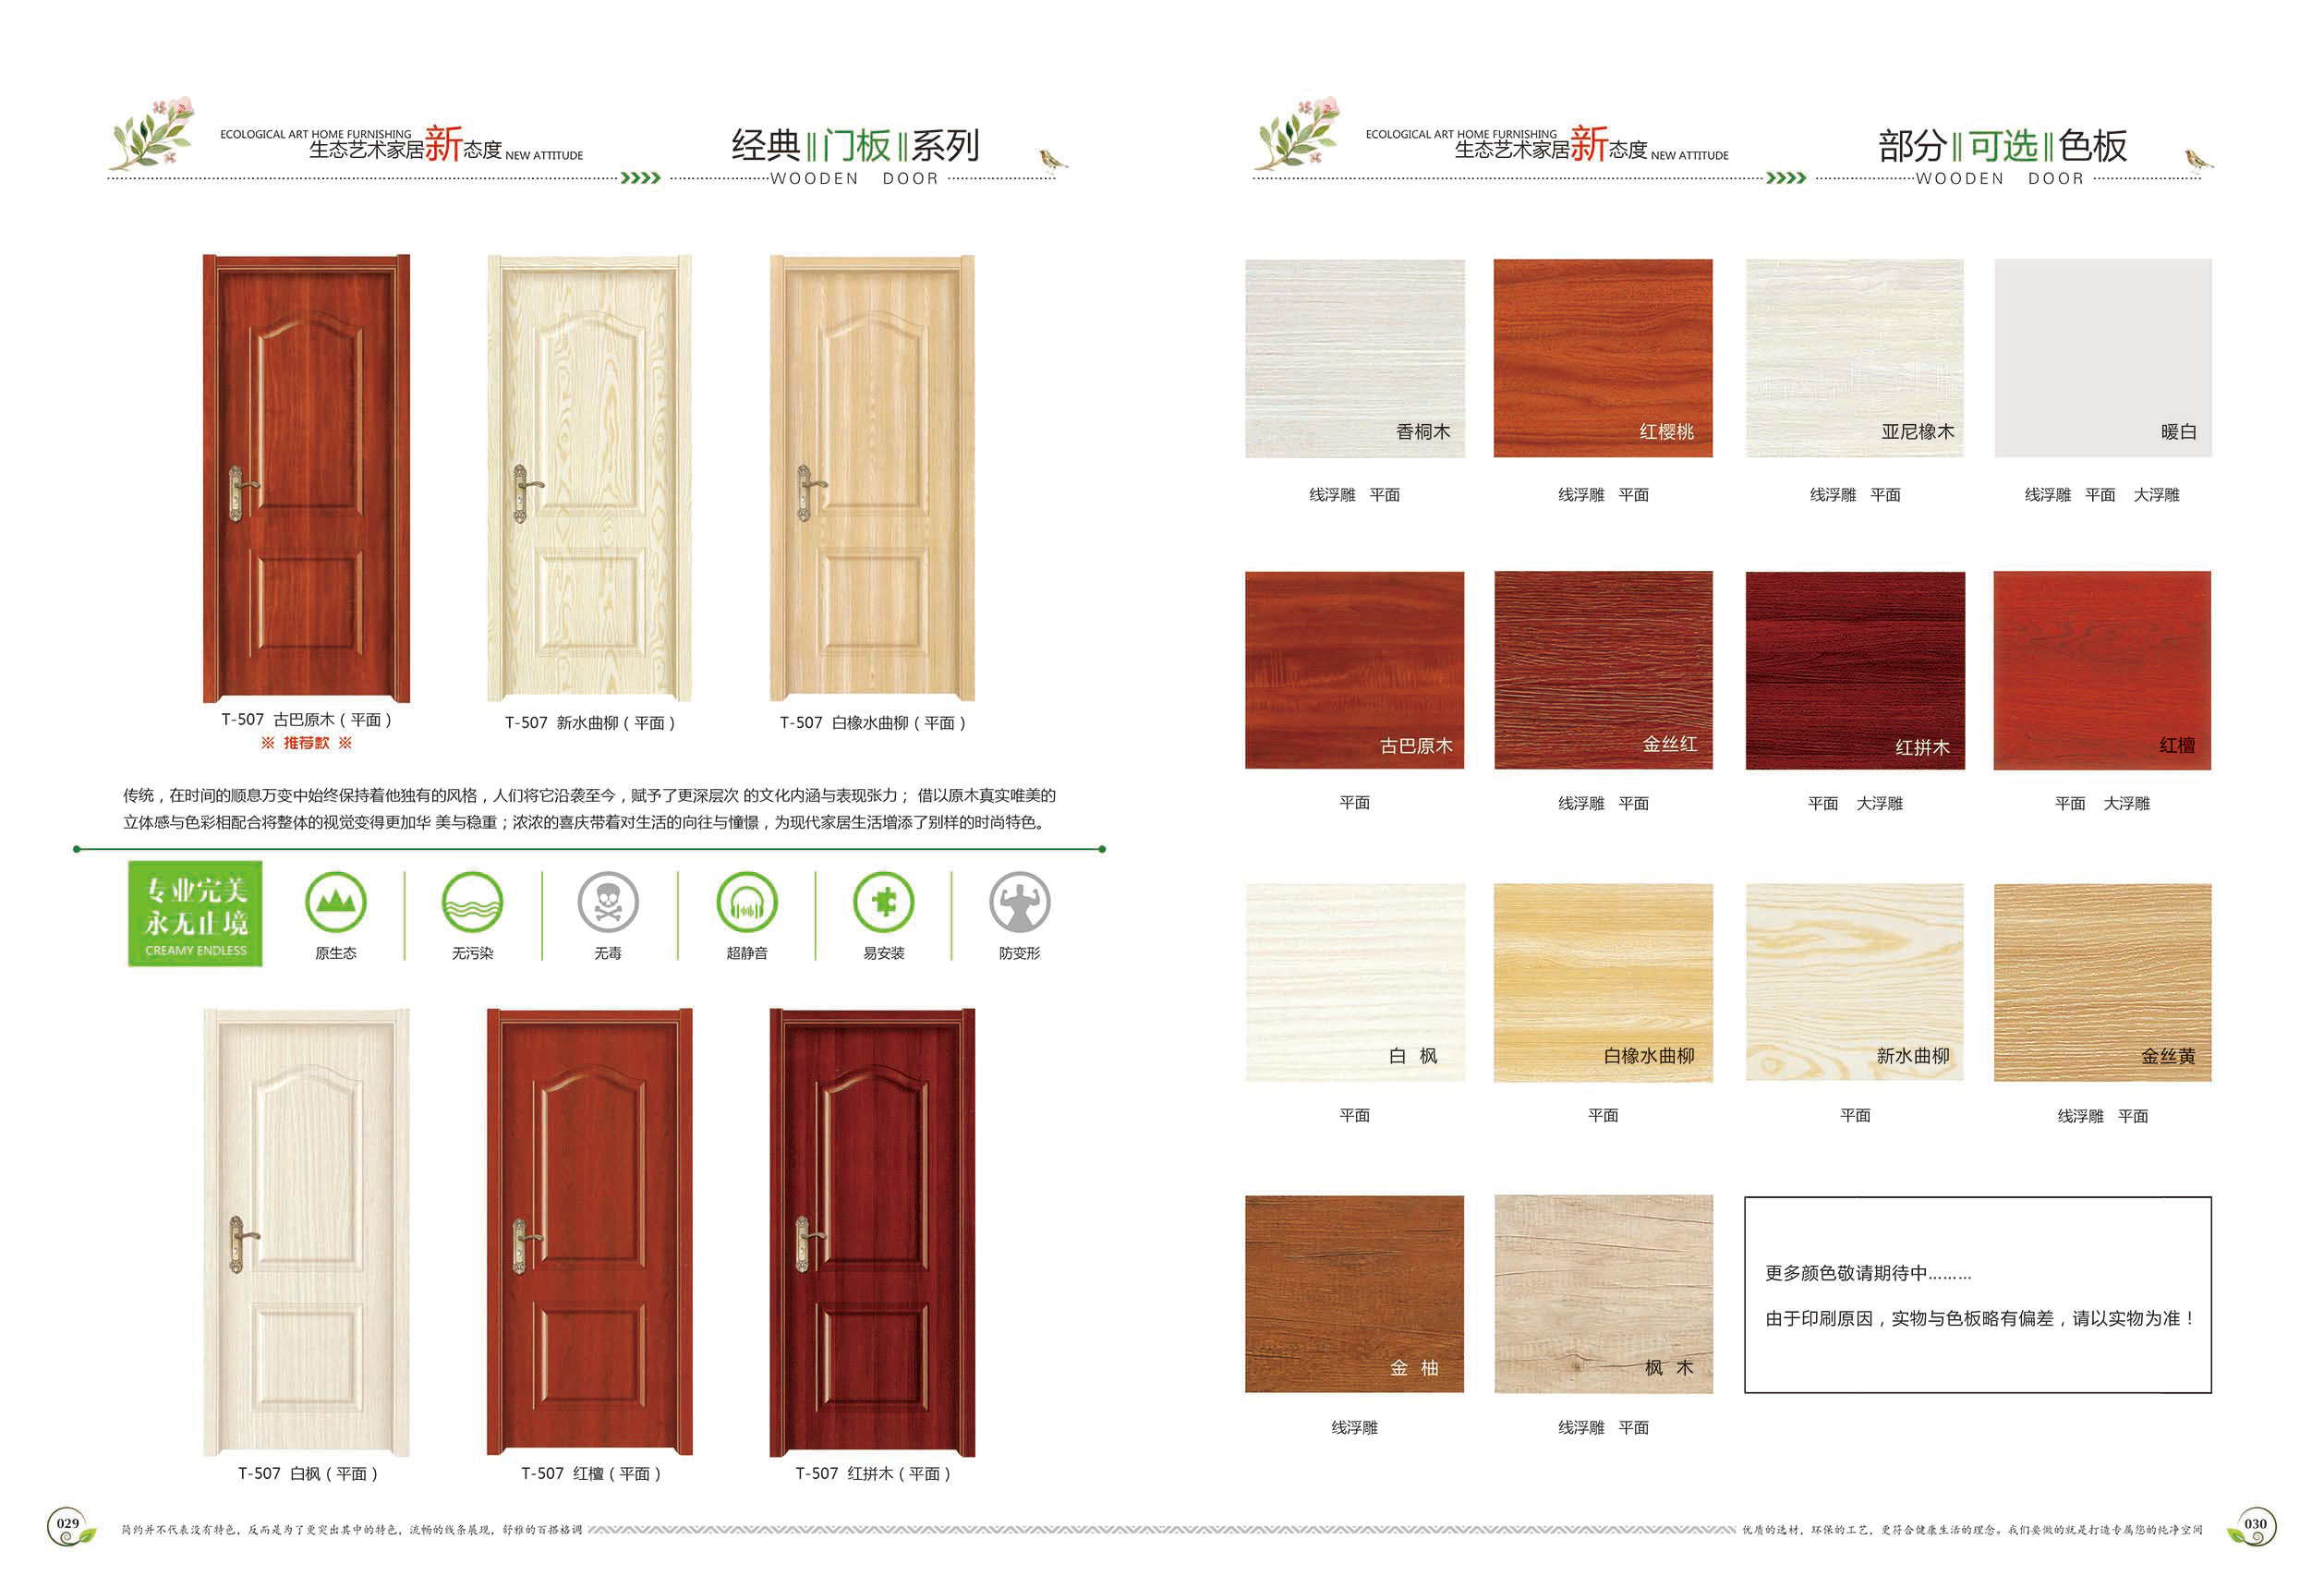 ECOLOGICAL ART HOME FURNISHING
生态艺术家居新态度 NEW ATTITUDE
经典||门板||系列
WOODEN DOOR
T-507 古巴原木（平面）
※ 推荐款 ※
T-507 新水曲柳（平面）
T-507 白橡水曲柳（平面）
传统，在时间的顺息万变中始终保持着他独有的风格，人们将它沿袭至今，赋予了更深层次 的文化内涵与表现张力； 借以原木真实唯美的
立体感与色彩相配合将整体的视觉变得更加华 美与稳重；浓浓的喜庆带着对生活的向往与憧憬，为现代家居生活增添了别样的时尚特色。
专业完美
永无止境
CREAMY ENDLESS
原生态
无污染
无毒
超静音
易安装
防变形
T-507 白枫（平面）
T-507 红檀（平面）
T-507 红拼木（平面）
029
简约并不代表没有特色，反而是为了更突出其中的特色，流畅的线条展现，舒雅的百搭格调
ECOLOGICAL ART HOME FURNISHING
生态艺术家居新态度 NEW ATTITUDE
部分||可选||色板
WOODEN DOOR
香桐木
红樱桃
亚尼橡木
暖白
线浮雕 平面
线浮雕 平面
线浮雕 平面
线浮雕 平面 大浮雕
古巴原木
金丝红
红拼木
红檀
平面
线浮雕 平面
平面 大浮雕
平面 大浮雕
白 枫
白橡水曲柳
新水曲柳
金丝黄
平面
平面
平面
线浮雕 平面
金 柚
枫 木
线浮雕
线浮雕 平面
更多颜色敬请期待中………
由于印刷原因，实物与色板略有偏差，请以实物为准！
优质的选材，环保的工艺，更符合健康生活的理念。我们要做的就是打造专属您的纯净空间
030